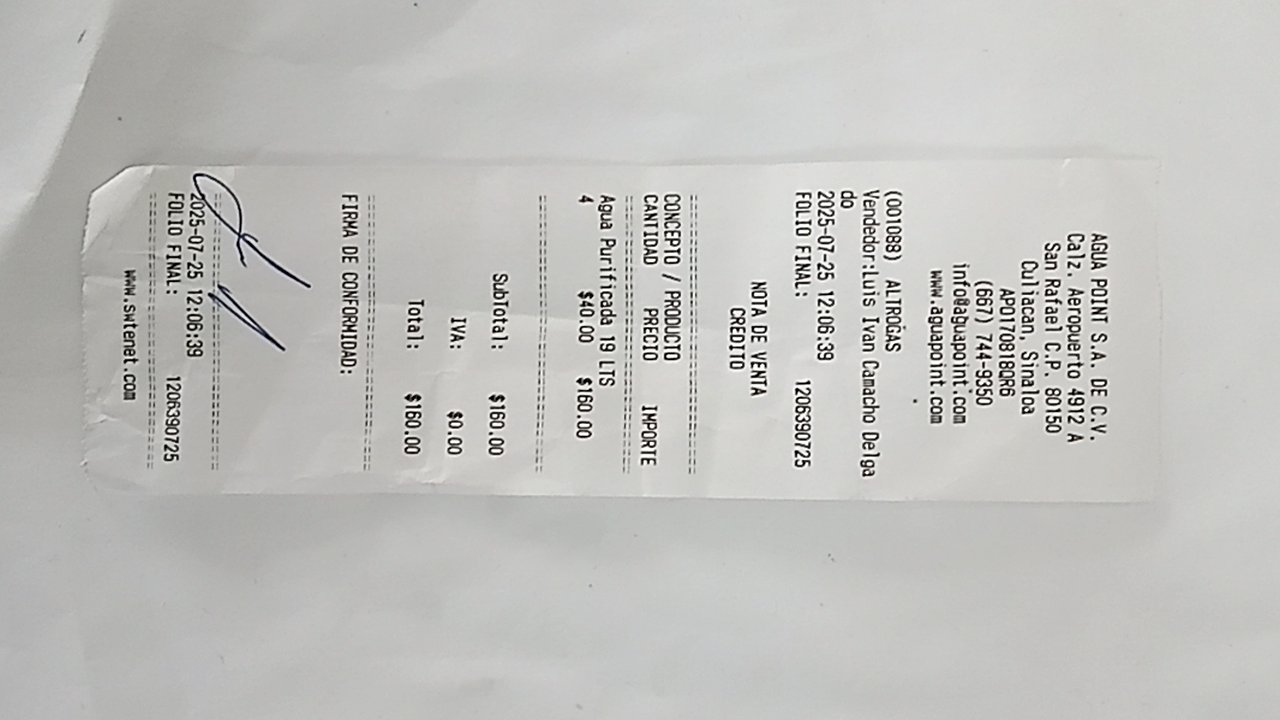 AGUA POINT S.A. DE C.V.
Calz. Aeropuerto 4912 A
San Rafael C.P. 80150
Culiacan, Sinaloa
APO170818QR6
(667) 744-9350
info@aguapoint.com
www.aguapoint.com
(001088) ALTROGAS
Vendedor:Luis Ivan Camacho Delga
do
2025-07-25 12:06:39
FOLIO FINAL: 1206390725
NOTA DE VENTA
CREDITO
================================
CONCEPTO / PRODUCTO
CANTIDAD PRECIO IMPORTE
================================
Agua Purificada 19 LTS
4 $40.00 $160.00
================================
SubTotal: $160.00
IVA: $0.00
Total: $160.00
================================
FIRMA DE CONFORMIDAD:
================================
2025-07-25 12:06:39
FOLIO FINAL: 1206390725
================================
www.swtenet.com